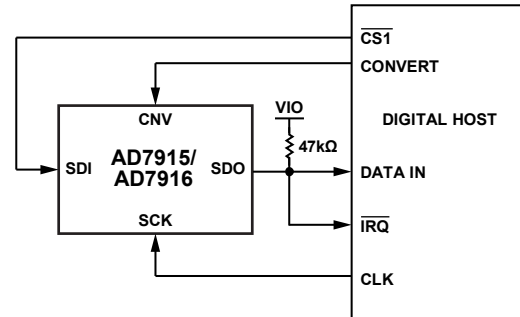 CS1
CONVERT
CNV
VIO
DIGITAL HOST
AD7915/
AD7916
47kΩ
SDI
SDO
DATA IN
SCK
IRQ
CLK